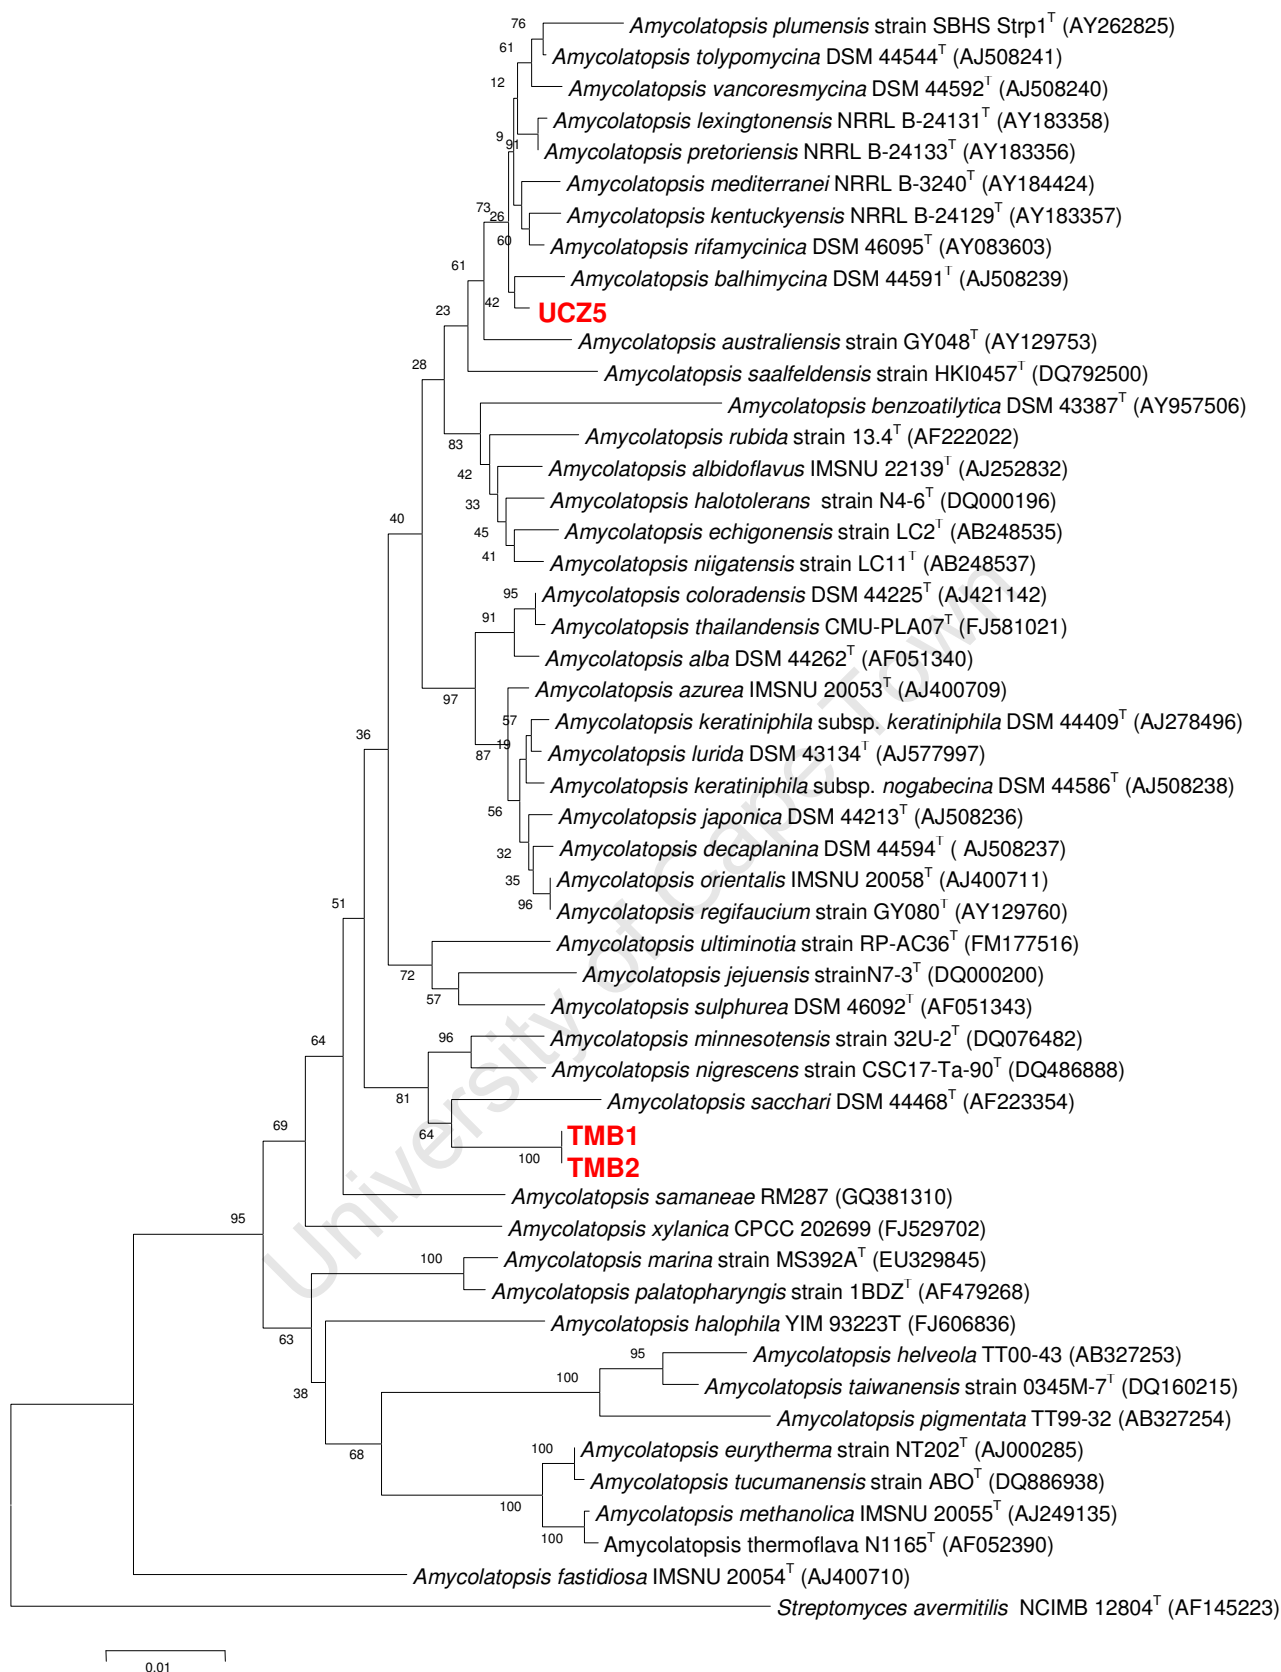 76
Amycolatopsis plumensis strain SBHS Strp1T (AY262825)
61
Amycolatopsis tolypomycina DSM 44544T (AJ508241)
12
Amycolatopsis vancoresmycina DSM 44592T (AJ508240)
Amycolatopsis lexingtonensis NRRL B-24131T (AY183358)
9
91
Amycolatopsis pretoriensis NRRL B-24133T (AY183356)
Amycolatopsis mediterranei NRRL B-3240T (AY184424)
73
26
Amycolatopsis kentuckyensis NRRL B-24129T (AY183357)
60
Amycolatopsis rifamycinica DSM 46095T (AY083603)
61
Amycolatopsis balhimycina DSM 44591T (AJ508239)
42
UCZ5
23
Amycolatopsis australiensis strain GY048T (AY129753)
28
Amycolatopsis saalfeldensis strain HKI0457T (DQ792500)
Amycolatopsis benzoatilytica DSM 43387T (AY957506)
83
Amycolatopsis rubida strain 13.4T (AF222022)
42
Amycolatopsis albidoflavus IMSNU 22139T (AJ252832)
33
Amycolatopsis halotolerans strain N4-6T (DQ000196)
40
45
Amycolatopsis echigonensis strain LC2T (AB248535)
41
Amycolatopsis niigatensis strain LC11T (AB248537)
95
Amycolatopsis coloradensis DSM 44225T (AJ421142)
91
Amycolatopsis thailandensis CMU-PLA07T (FJ581021)
Amycolatopsis alba DSM 44262T (AF051340)
97
Amycolatopsis azurea IMSNU 20053T (AJ400709)
57
Amycolatopsis keratiniphila subsp. keratiniphila DSM 44409T (AJ278496)
36
19
87
Amycolatopsis lurida DSM 43134T (AJ577997)
Amycolatopsis keratiniphila subsp. nogabecina DSM 44586T (AJ508238)
56
Amycolatopsis japonica DSM 44213T (AJ508236)
32
Amycolatopsis decaplanina DSM 44594T ( AJ508237)
35
Amycolatopsis orientalis IMSNU 20058T (AJ400711)
96
51
Amycolatopsis regifaucium strain GY080T (AY129760)
Amycolatopsis ultiminotia strain RP-AC36T (FM177516)
72
Amycolatopsis jejuensis strainN7-3T (DQ000200)
57
Amycolatopsis sulphurea DSM 46092T (AF051343)
64
96
Amycolatopsis minnesotensis strain 32U-2T (DQ076482)
Amycolatopsis nigrescens strain CSC17-Ta-90T (DQ486888)
81
Amycolatopsis sacchari DSM 44468T (AF223354)
69
64
TMB1
100
TMB2
Amycolatopsis samaneae RM287 (GQ381310)
95
Amycolatopsis xylanica CPCC 202699 (FJ529702)
100
Amycolatopsis marina strain MS392AT (EU329845)
Amycolatopsis palatopharyngis strain 1BDZT (AF479268)
63
Amycolatopsis halophila YIM 93223T (FJ606836)
95
Amycolatopsis helveola TT00-43 (AB327253)
100
38
Amycolatopsis taiwanensis strain 0345M-7T (DQ160215)
Amycolatopsis pigmentata TT99-32 (AB327254)
68
100
Amycolatopsis eurytherma strain NT202T (AJ000285)
Amycolatopsis tucumanensis strain ABOT (DQ886938)
100
Amycolatopsis methanolica IMSNU 20055T (AJ249135)
100
Amycolatopsis thermoflava N1165T (AF052390)
Amycolatopsis fastidiosa IMSNU 20054T (AJ400710)
Streptomyces avermitilis NCIMB 12804T (AF145223)
0.01
University of Cape Town